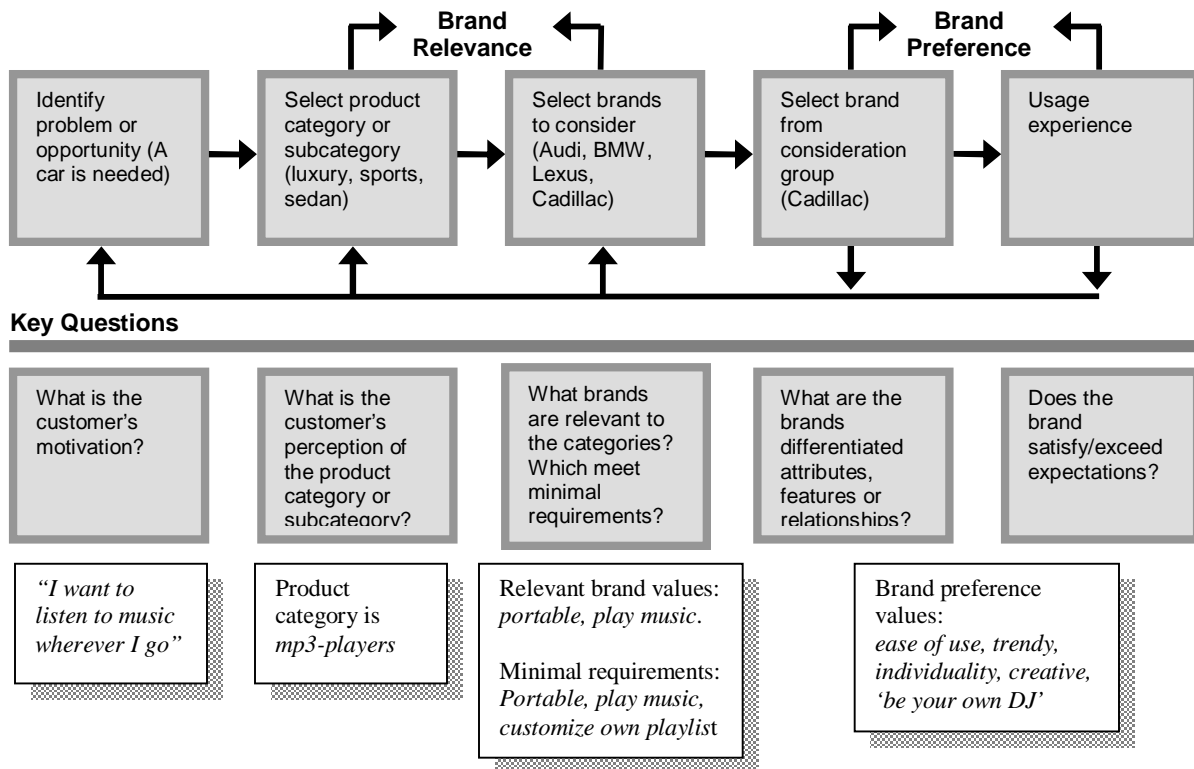 Brand
Relevance
Brand
Preference
Identify
problem or
opportunity (A
car is needed)
Select product
category or
subcategory
(luxury, sports,
sedan)
Select brands
to consider
(Audi, BMW,
Lexus,
Cadillac)
Select brand
from
consideration
group
(Cadillac)
Usage
experience
Key Questions
What is the
customer’s
motivation?
What is the
customer’s
perception of
the product
category or
subcategory?
What brands
are relevant to
the categories?
Which meet
minimal
requirements?
What are the
brands
differentiated
attributes,
features or
relationships?
Does the
brand
satisfy/exceed
expectations?
“I want to
listen to music
wherever I go”
Product
category is
mp3-players
Relevant brand values:
portable, play music.
Minimal requirements:
Portable, play music,
customize own playlist
Brand preference
values:
ease of use, trendy,
individuality, creative,
‘be your own DJ’